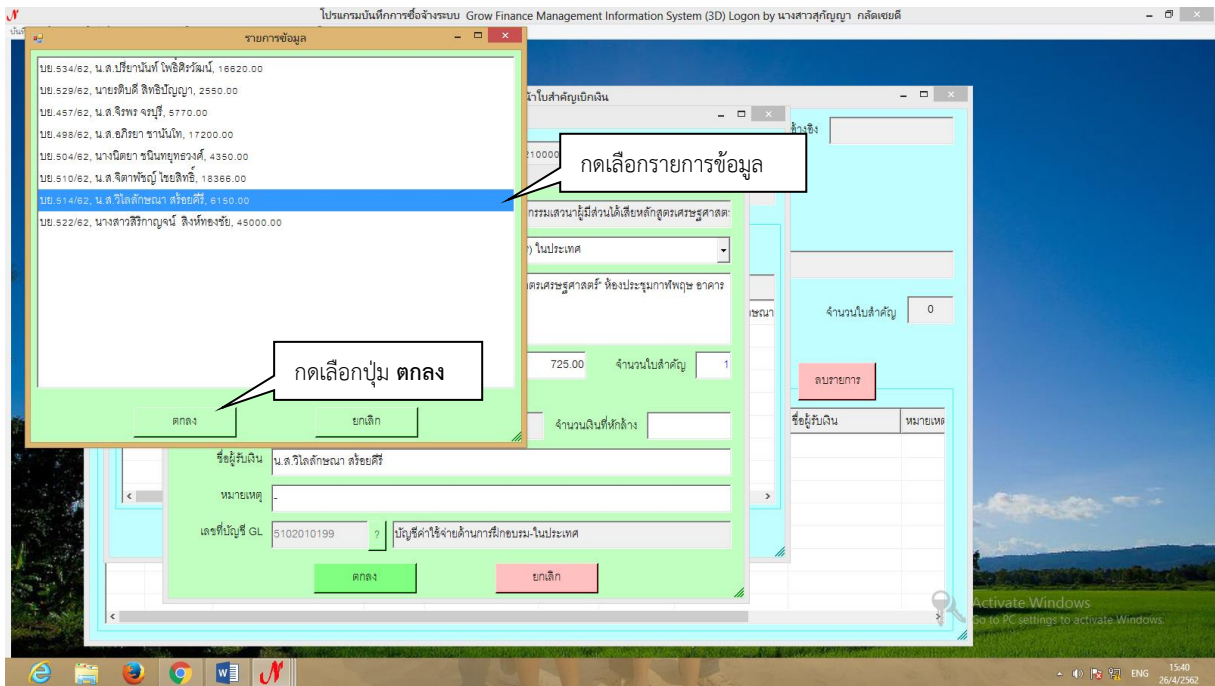 โปรแกรมบันทึกการซื้อจ้างระบบ Grow Finance Management Information System (3D) Logon by นางสาวสุกัญญา กลัดเชยดี
รายการข้อมูล
บย.534/62, น.ส.ปรียานันท์ โพธิ์ศิรวัฒน์, 16620.00
บย.529/62, นายรติบดี สิทธิปัญญา, 2550.00
บย.457/62, น.ส.จิรพร จรบุรี, 5770.00
บย.498/62, น.ส.อภิรยา ชานันโท, 17200.00
บย.504/62, นางนิตยา ชนินทยุทธวงศ์, 4350.00
บย.510/62, น.ส.จิตาพัชญ์ ไชยสิทธิ์, 18366.00
บย.514/62, น.ส.วิไลลักษณา สร้อยคีรี, 6150.00
บย.522/62, นางสาวสิริกาญจน์ สิงห์ทองชัย, 45000.00
กดเลือกรายการข้อมูล
กดเลือกปุ่ม ตกลง
ตกลง ยกเลิก
้าใบสำคัญเบิกเงิน
อ้างอิง
กรรมเสวนาผู้มีส่วนได้เสียหลักสูตรเศรษฐศาสต:
) ในประเทศ
ตรเศรษฐศาสตร์" ห้องประชุมกาฬพฤษ อาคาร
725.00 จำนวนใบสำคัญ 1
จำนวนเงินที่หักล้าง
ษณา
จำนวนใบสำคัญ 0
ลบรายการ
ชื่อผู้รับเงิน หมายเหต
ชื่อผู้รับเงิน น.ส.วิไลลักษณา สร้อยคีรี
หมายเหตุ -
เลขที่บัญชี GL 5102010199 ? บัญชีค่าใช้จ่ายด้านการฝึกอบรม-ในประเทศ
ตกลง ยกเลิก
Activate Windows
Go to PC settings to activate Windows.
ENG 15:40
26/4/2562